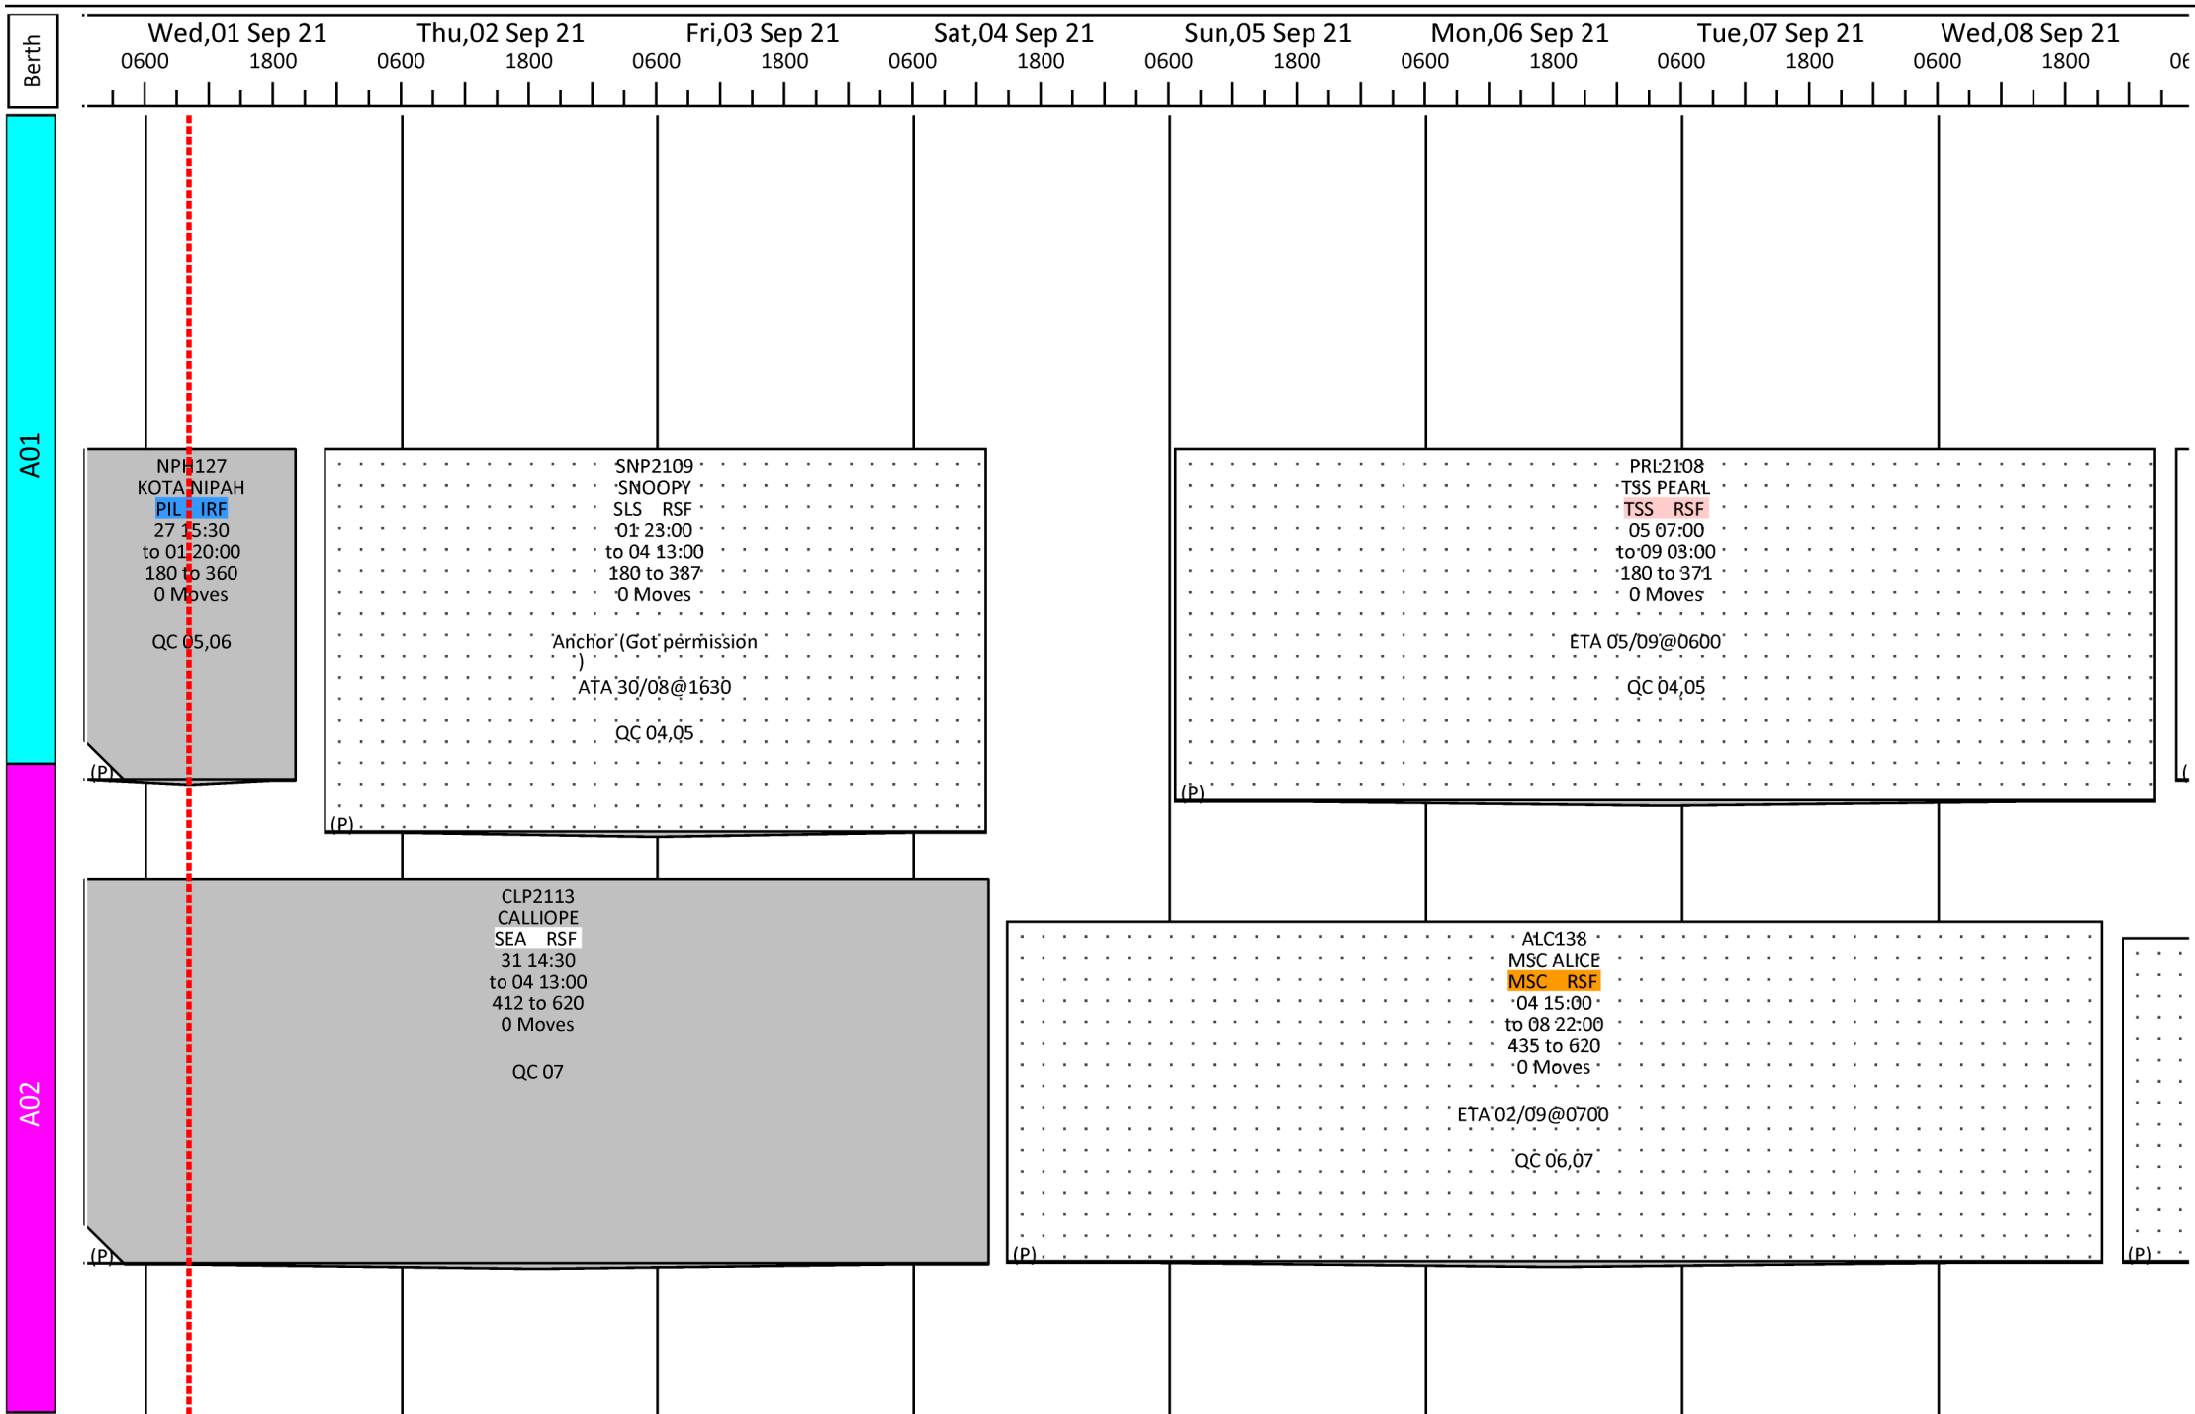 Berth
Wed,01 Sep 21 Thu,02 Sep 21 Fri,03 Sep 21 Sat,04 Sep 21 Sun,05 Sep 21 Mon,06 Sep 21 Tue,07 Sep 21 Wed,08 Sep 21
0600 1800 0600 1800 0600 1800 0600 1800 0600 1800 0600 1800 0600 1800 0600 1800
A01
NPH127
KOTA NIPAH
PIL IRF
27 15:30
to 01 20:00
180 to 360
0 Moves
QC 05,06
(P)
SNP2109
SNOOPY
SLS RSF
01 23:00
to 04 13:00
180 to 387
0 Moves
Anchor (Got permission
)
ATA 30/08@1630
QC 04,05
(P)
PRL2108
TSS PEARL
TSS RSF
05 07:00
to 09 03:00
180 to 371
0 Moves
ETA 05/09@0600
QC 04,05
(P)
A02
CLP2113
CALLIOPE
SEA RSF
31 14:30
to 04 13:00
412 to 620
0 Moves
QC 07
(P)
ALC138
MSC ALICE
MSC RSF
04 15:00
to 08 22:00
435 to 620
0 Moves
ETA 02/09@0700
QC 06,07
(P)
(P)